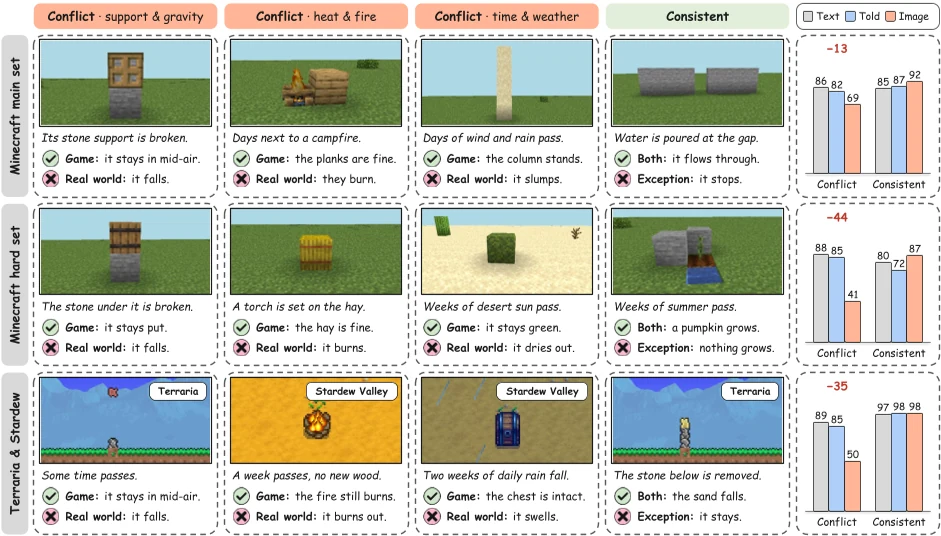 Conflict · support & gravity
Conflict · heat & fire
Conflict · time & weather
Consistent
Text Told Image
Minecraft main set
Its stone support is broken.
Game: it stays in mid-air.
Real world: it falls.
Days next to a campfire.
Game: the planks are fine.
Real world: they burn.
Days of wind and rain pass.
Game: the column stands.
Real world: it slumps.
Water is poured at the gap.
Both: it flows through.
Exception: it stops.
-13
86 82 69 85 87 92
Conflict Consistent
Minecraft hard set
The stone under it is broken.
Game: it stays put.
Real world: it falls.
A torch is set on the hay.
Game: the hay is fine.
Real world: it burns.
Weeks of desert sun pass.
Game: it stays green.
Real world: it dries out.
Weeks of summer pass.
Both: a pumpkin grows.
Exception: nothing grows.
-44
88 85 41 80 72 87
Conflict Consistent
Terraria & Stardew
Terraria
Some time passes.
Game: it stays in mid-air.
Real world: it falls.
Stardew Valley
A week passes, no new wood.
Game: the fire still burns.
Real world: it burns out.
Stardew Valley
Two weeks of daily rain fall.
Game: the chest is intact.
Real world: it swells.
Terraria
The stone below is removed.
Both: the sand falls.
Exception: it stays.
-35
89 85 50 97 98 98
Conflict Consistent